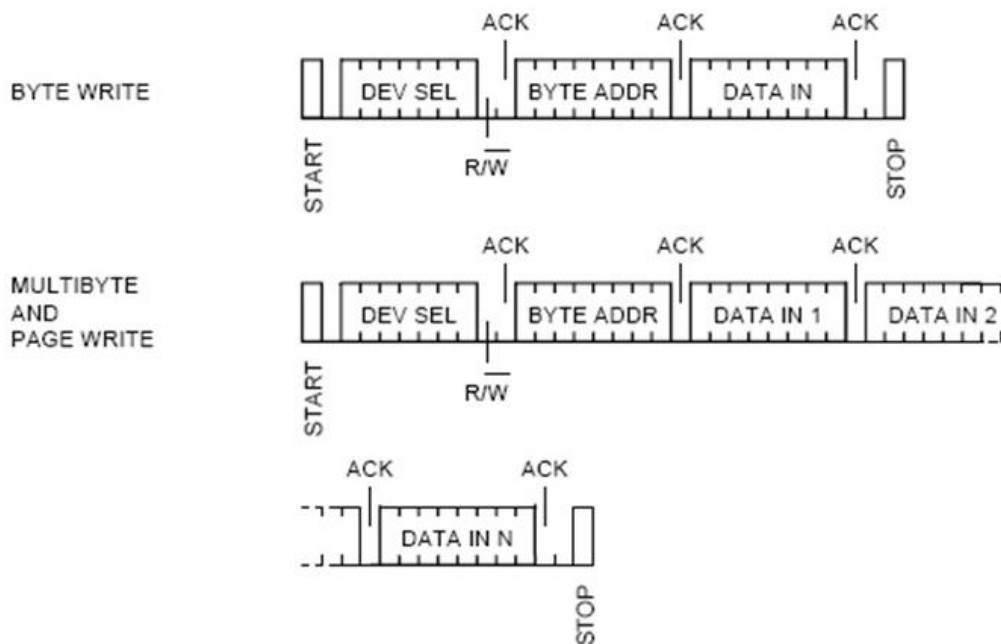 ACK ACK ACK
BYTE WRITE
DEV SEL BYTE ADDR DATA IN
R/W̅
START
STOP
ACK ACK ACK
MULTIBYTE
AND
PAGE WRITE
DEV SEL BYTE ADDR DATA IN 1 DATA IN 2
R/W̅
START
ACK ACK
DATA IN N
STOP